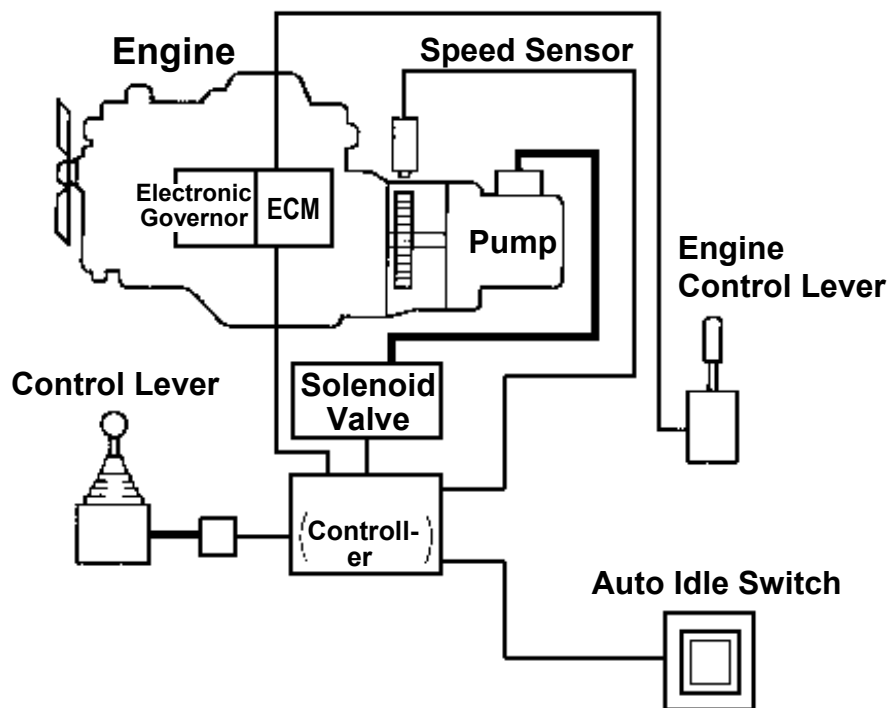 Engine
Speed Sensor
Electronic
Governor
ECM
Pump
Engine
Control Lever
Control Lever
Solenoid
Valve
(Controll-
er)
Auto Idle Switch